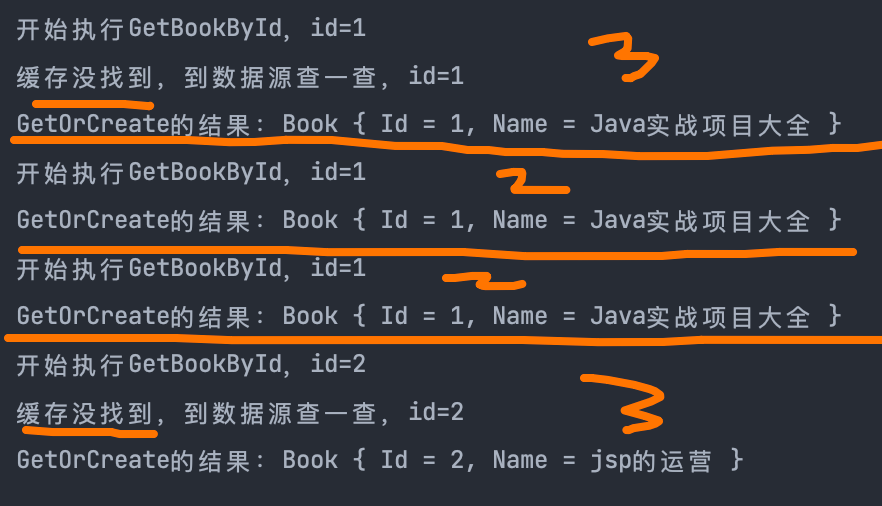 开始执行GetBookById, id=1
3
缓存没找到, 到数据源查一查, id=1
GetOrCreate的结果: Book { Id = 1, Name = Java实战项目大全 }
开始执行GetBookById, id=1
2
GetOrCreate的结果: Book { Id = 1, Name = Java实战项目大全 }
开始执行GetBookById, id=1
2
GetOrCreate的结果: Book { Id = 1, Name = Java实战项目大全 }
开始执行GetBookById, id=2
3
缓存没找到, 到数据源查一查, id=2
GetOrCreate的结果: Book { Id = 2, Name = jsp的运营 }